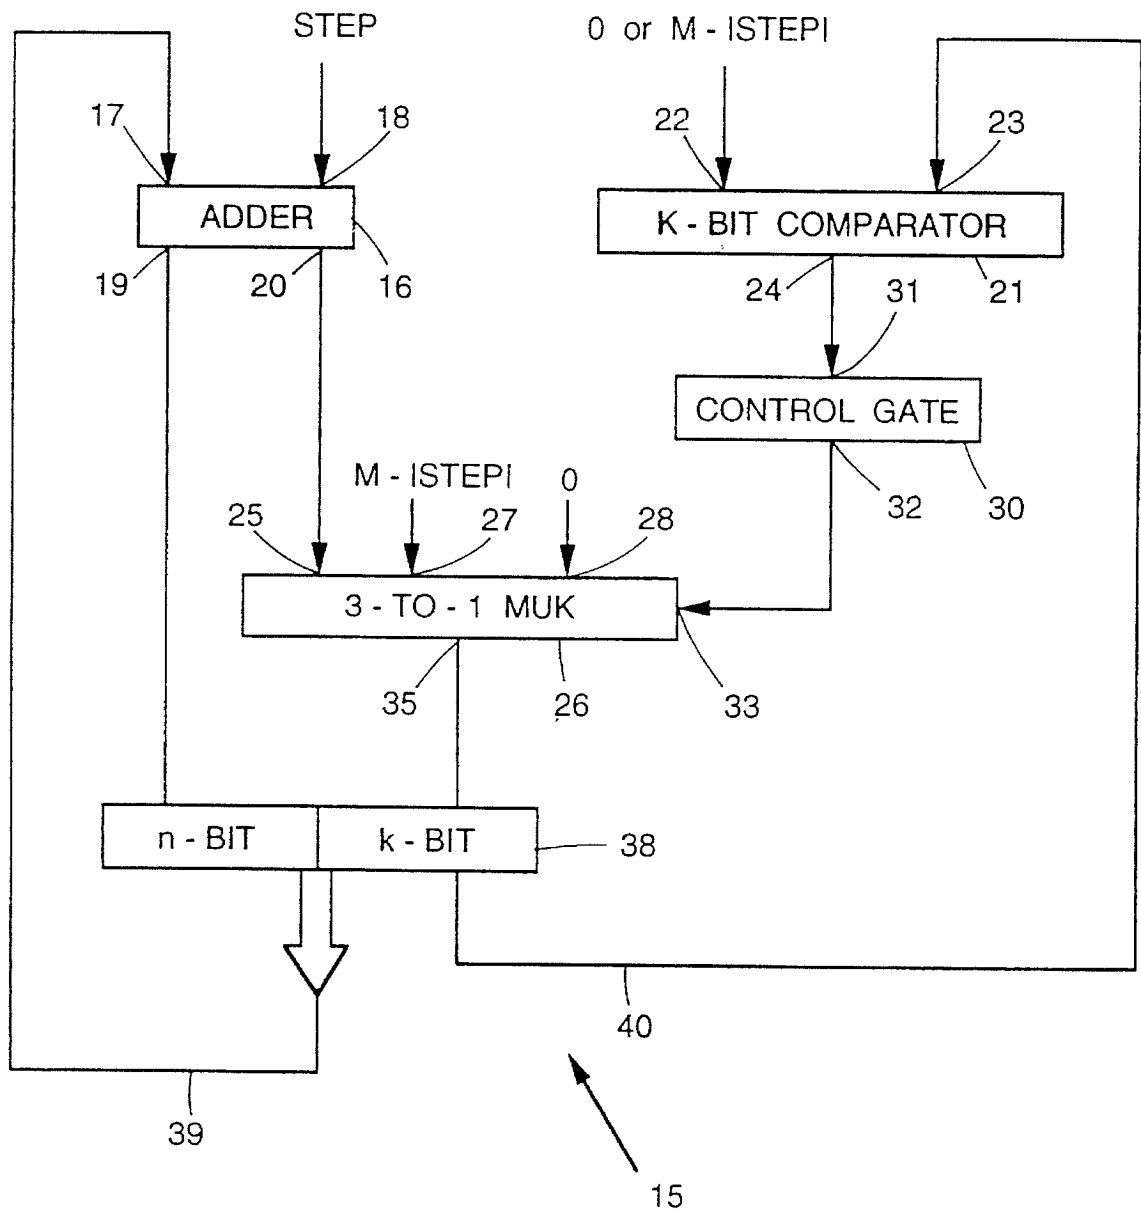 STEP
0 or M - ISTEPI
17
18
22
23
ADDER
K - BIT COMPARATOR
19
20
16
24
31
21
CONTROL GATE
M - ISTEPI
0
32
30
25
27
28
3 - TO - 1 MUK
35
26
33
n - BIT
k - BIT
38
40
39
15